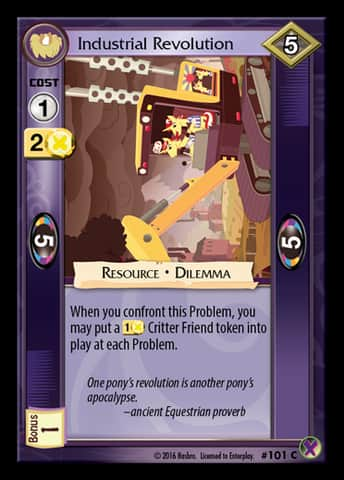 Industrial Revolution
5
COST
1
2
5
5
RESOURCE • DILEMMA
When you confront this Problem, you
may put a 1 Critter Friend token into
play at each Problem.
One pony's revolution is another pony's
apocalypse.
–ancient Equestrian proverb
Bonus
1
© 2016 Hasbro. Licensed to Enterplay. #101 C